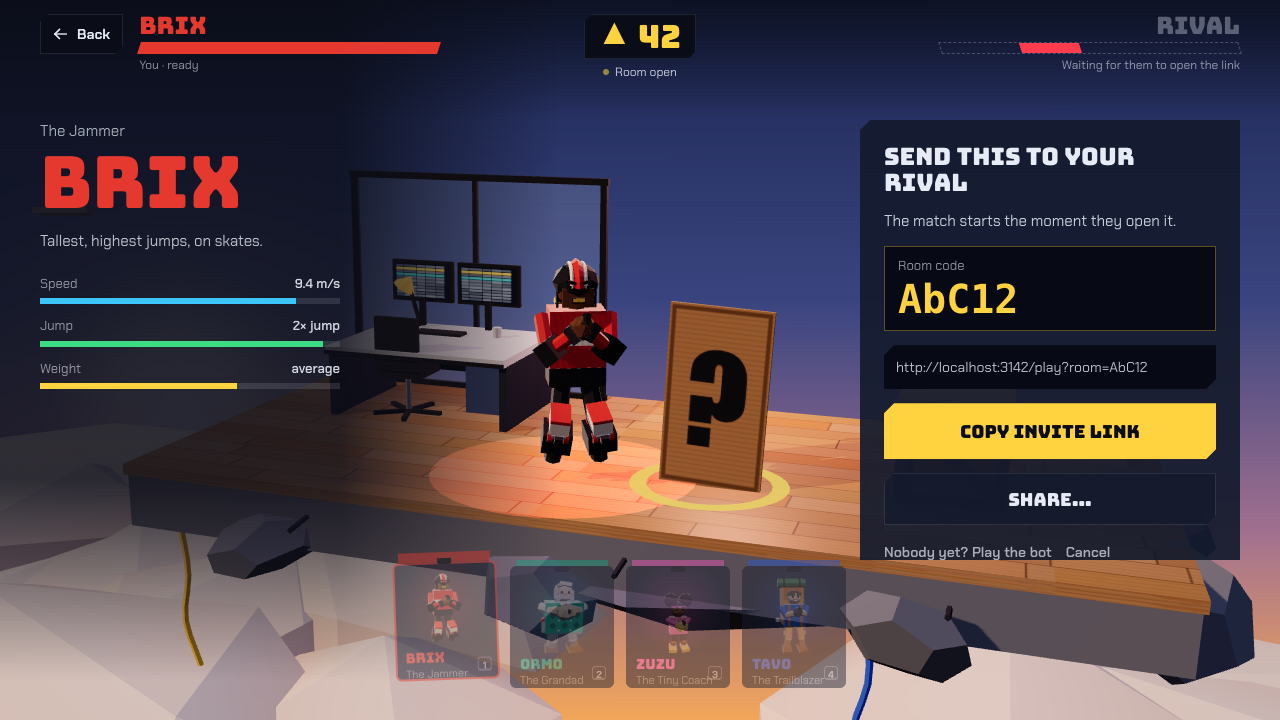 Back
BRIX
You · ready
42
Room open
RIVAL
Waiting for them to open the link
The Jammer
BRIX
Tallest, highest jumps, on skates.
Speed 9.4 m/s
Jump 2× jump
Weight average
?
SEND THIS TO YOUR
RIVAL
The match starts the moment they open it.
Room code
AbC12
http://localhost:3142/play?room=AbC12
COPY INVITE LINK
SHARE...
Nobody yet? Play the bot Cancel
BRIX 1
The Jammer
ORMO 2
The Grandad
ZUZU 3
The Tiny Coach
TAVO 4
The Trailblazer